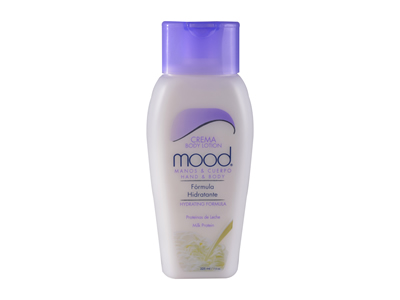 CREMA
BODY LOTION
mood
MANOS & CUERPO
HAND & BODY
Fórmula
Hidratante
HYDRATING FORMULA
Proteínas de Leche
Milk Protein